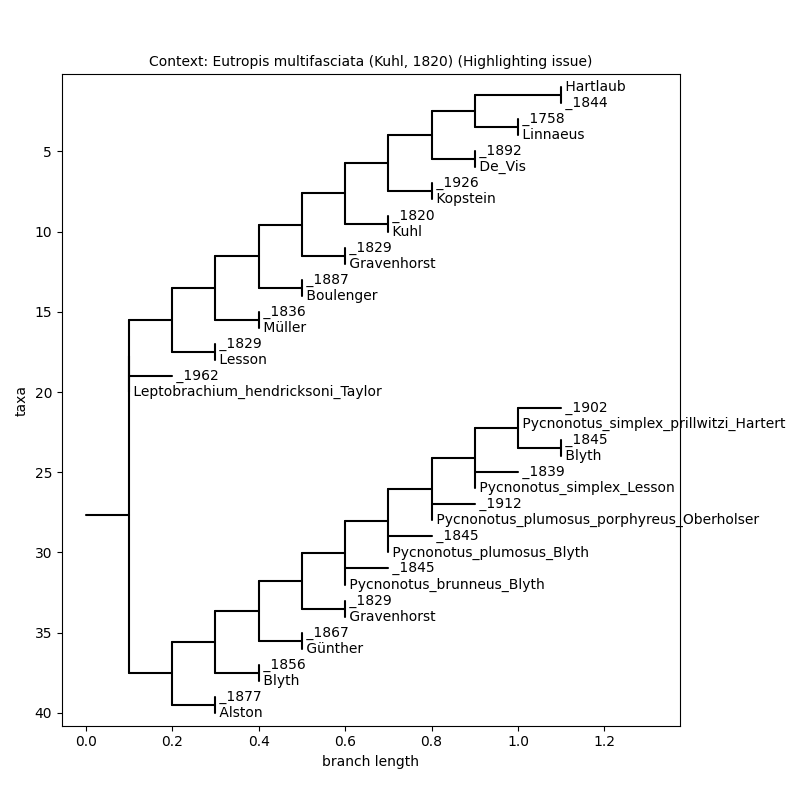 Context: Eutropis multifasciata (Kuhl, 1820) (Highlighting issue)
Hartlaub
_1844
_1758
Linnaeus
_1892
De_Vis
_1926
Kopstein
_1820
Kuhl
_1829
Gravenhorst
_1887
Boulenger
_1836
Müller
_1829
Lesson
_1962
Leptobrachium_hendricksoni_Taylor
_1902
Pycnonotus_simplex_prillwitzi_Hartert
_1845
Blyth
_1839
Pycnonotus_simplex_Lesson
_1912
Pycnonotus_plumosus_porphyreus_Oberholser
_1845
Pycnonotus_plumosus_Blyth
_1845
Pycnonotus_brunneus_Blyth
_1829
Gravenhorst
_1867
Günther
_1856
Blyth
_1877
Alston
5
10
15
20
25
30
35
40
taxa
0.0 0.2 0.4 0.6 0.8 1.0 1.2
branch length